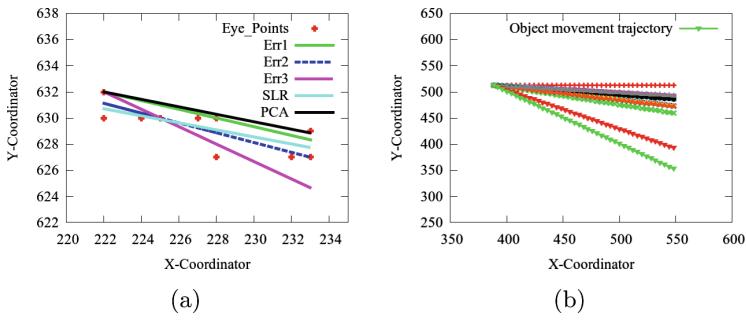 638
636
634
632
630
628
626
624
622
Y-Coordinator
Eye_Points
Err1
Err2
Err3
SLR
PCA
220 222 224 226 228 230 232 234
X-Coordinator
(a)
650
600
550
500
450
400
350
300
250
Y-Coordinator
Object movement trajectory
350 400 450 500 550 600
X-Coordinator
(b)